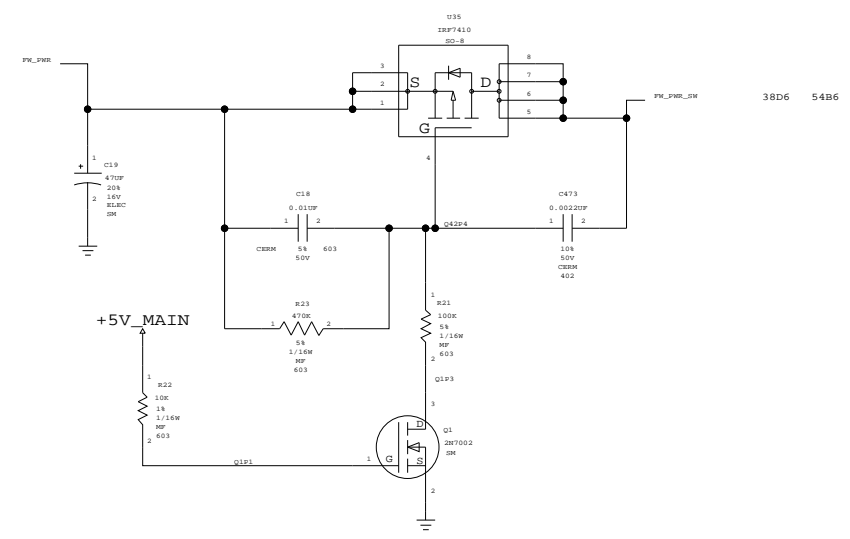 U35
IRF7410
SO-8
FW_PWR
3
2
1
S
D
G
8
7
6
5
4
FW_PWR_SW
38D6 54B6
1
+
C19
47UF
20%
16V
ELEC
SM
2
C18
0.01UF
1 2
CERM 5% 603
50V
Q42P4
C473
0.0022UF
1 2
10%
50V
CERM
402
R23
470K
1 2
5%
1/16W
MF
603
1
R21
100K
5%
1/16W
MF
603
2
Q1P3
+5V_MAIN
1
R22
10K
1%
1/16W
MF
603
2
Q1P1
3
D
Q1
2N7002
SM
1
G
S
2